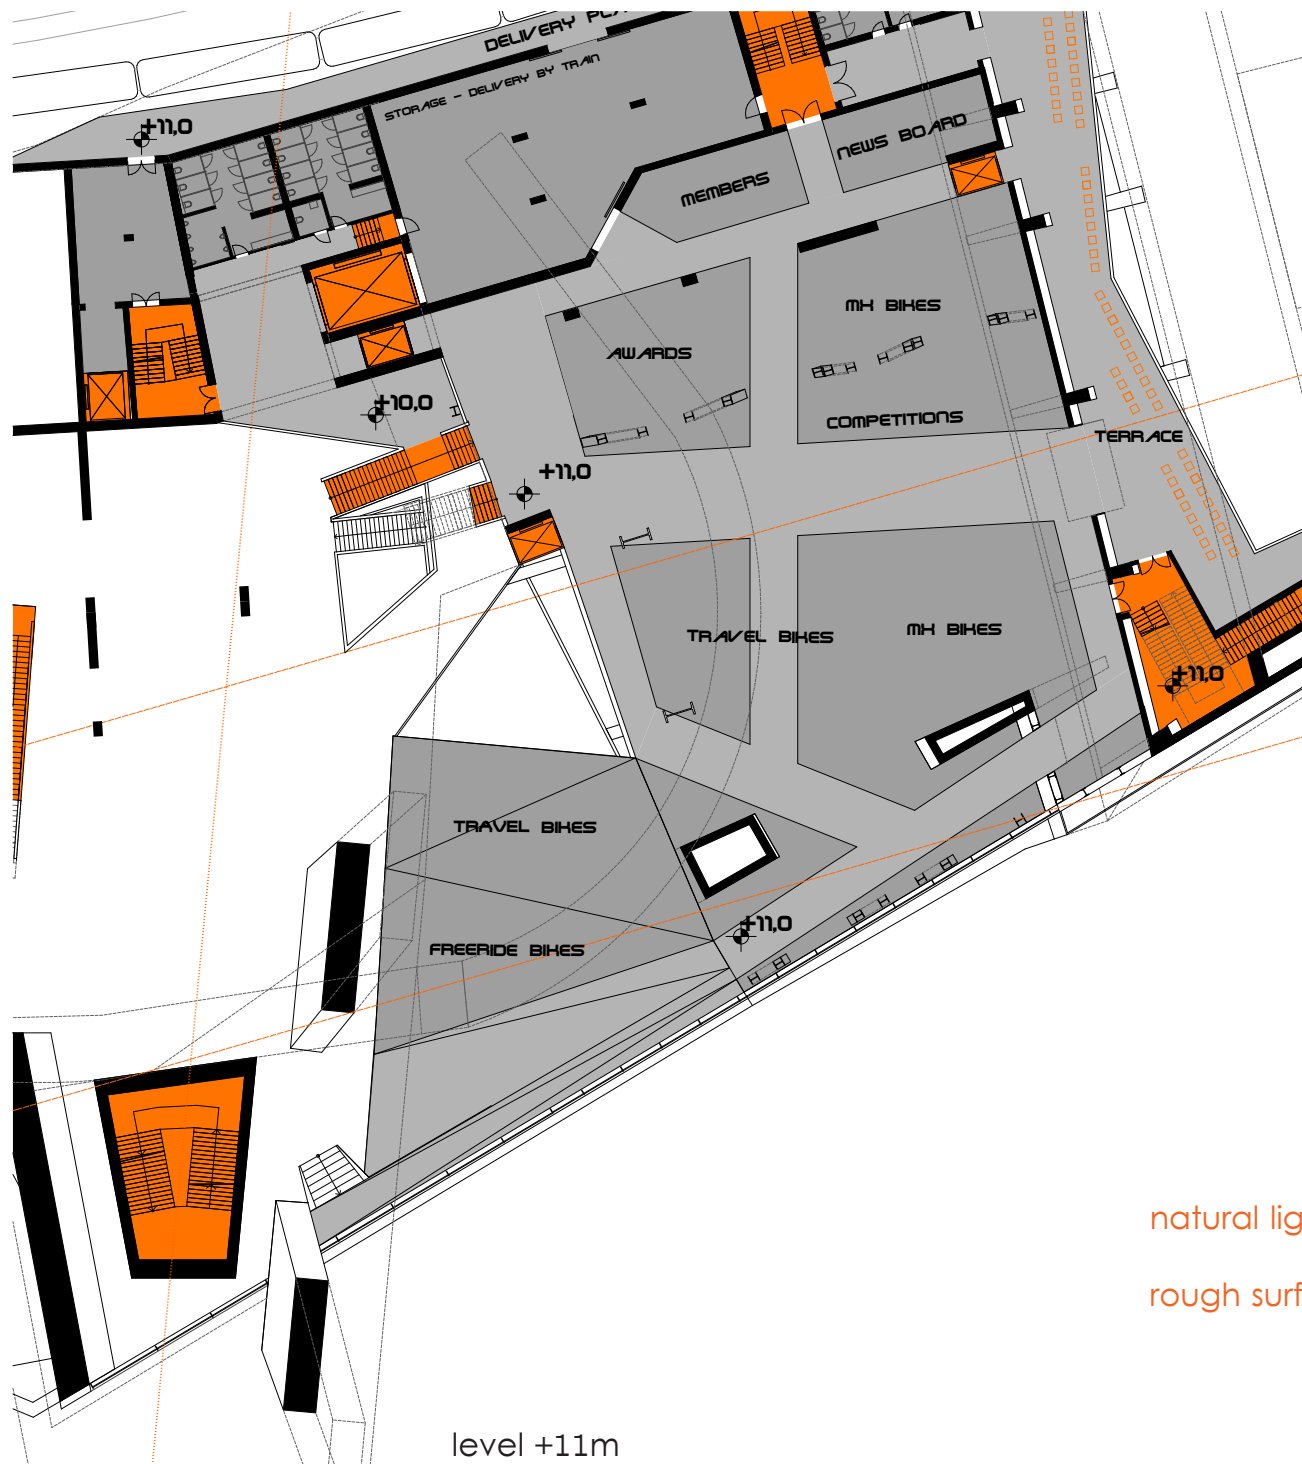 DELIVERY
STORAGE - DELIVERY BY TRAIN
+11,0
NEWS BOARD
MEMBERS
MX BIKES
AWARDS
+10,0
COMPETITIONS
TERRACE
+11,0
TRAVEL BIKES
MX BIKES
+11,0
TRAVEL BIKES
+11,0
FREERIDE BIKES
natural lig
rough surf
level +11m